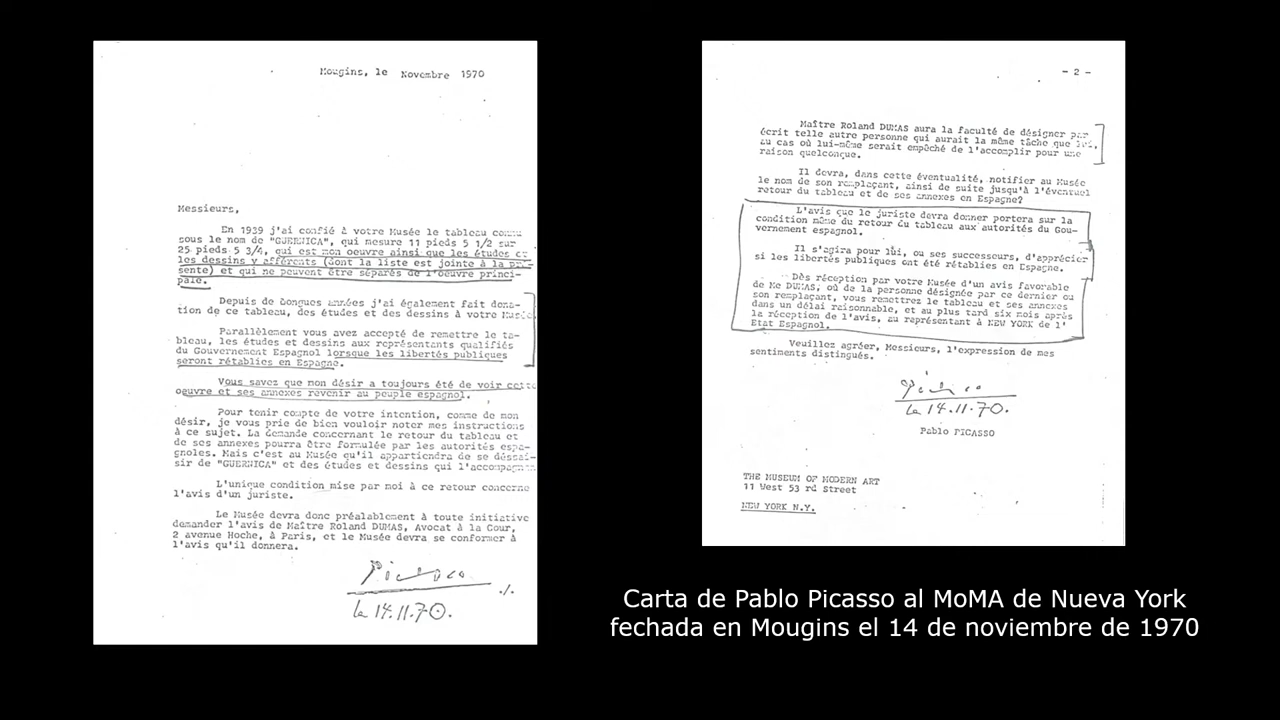 Mougins, le Novembre 1970
Messieurs,
En 1939 j'ai confié à votre Musée le tableau connu
sous le nom de "GUERNICA", qui mesure 11 pieds 5 1/2 sur
25 pieds 5 3/4, qui est mon oeuvre ainsi que les études et
les dessins y afférents (dont la liste est jointe à la pré-
sente) et qui ne peuvent être séparés de l'oeuvre princi-
pale.
Depuis de longues années j'ai également fait dona-
tion de ce tableau, des études et des dessins à votre Musée
Parallèlement vous avez accepté de remettre le ta-
bleau, les études et dessins aux représentants qualifiés
du Gouvernement Espagnol lorsque les libertés publiques
seront rétablies en Espagne.
Vous savez que mon désir a toujours été de voir cette
oeuvre et ses annexes revenir au peuple espagnol.
Pour tenir compte de votre intention, comme de mon
désir, je vous prie de bien vouloir noter mes instructions
à ce sujet. La demande concernant le retour du tableau et
de ses annexes pourra être formulée par les autorités espa-
gnoles. Mais c'est au Musée qu'il appartiendra de se déssai-
sir de "GUERNICA" et des études et dessins qui l'accompagnent
L'unique condition mise par moi à ce retour concerne
l'avis d'un juriste.
Le Musée devra donc préalablement à toute initiative
demander l'avis de Maître Roland DUMAS, Avocat à la Cour,
2 avenue Hoche, à Paris, et le Musée devra se conformer à
l'avis qu'il donnera.
Picasso ./.
le 14.11.70.
- 2 -
Maître Roland DUMAS aura la faculté de désigner par
écrit telle autre personne qui aurait la même tâche que lui,
au cas où lui-même serait empêché de l'accomplir pour une
raison quelconque.
Il devra, dans cette éventualité, notifier au Musée
le nom de son remplaçant, ainsi de suite jusqu'à l'éventuel
retour du tableau et de ses annexes en Espagne?
L'avis que le juriste devra donner portera sur la
condition même du retour du tableau aux autorités du Gou-
vernement espagnol.
Il s'agira pour lui, ou ses successeurs, d'apprécier
si les libertés publiques ont été rétablies en Espagne.
Dès réception par votre Musée d'un avis favorable
de Me DUMAS, où de la personne désignée par ce dernier ou
son remplaçant, vous remettrez le tableau et ses annexes
dans un délai raisonnable, et au plus tard six mois après
la réception de l'avis, au représentant à NEW YORK de l'
Etat Espagnol.
Veuillez agréer, Messieurs, l'expression de mes
sentiments distingués.
Picasso
le 14.11.70.
Pablo PICASSO
THE MUSEUM OF MODERN ART
11 West 53 rd Street
NEW YORK N.Y.
Carta de Pablo Picasso al MoMA de Nueva York
fechada en Mougins el 14 de noviembre de 1970